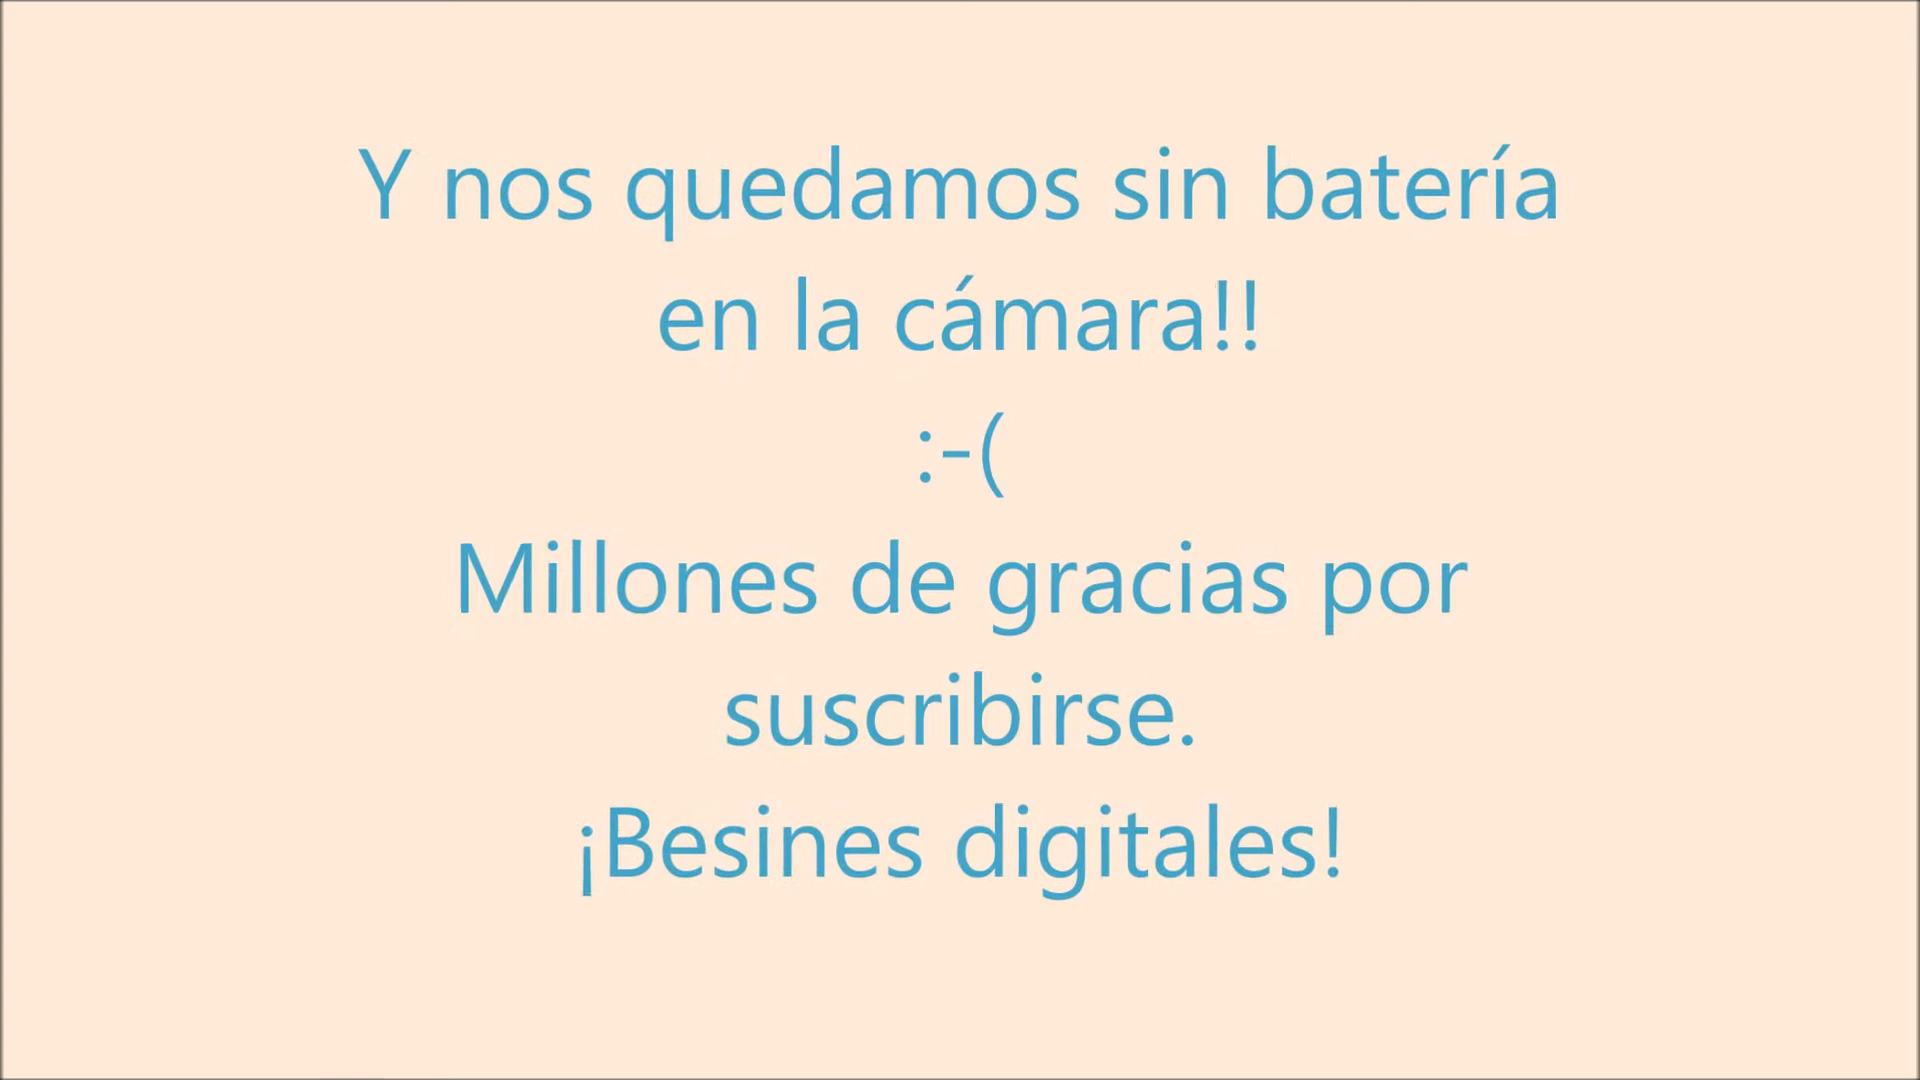 Y nos quedamos sin batería
en la cámara!!
:-(
Millones de gracias por
suscribirse.
¡Besines digitales!